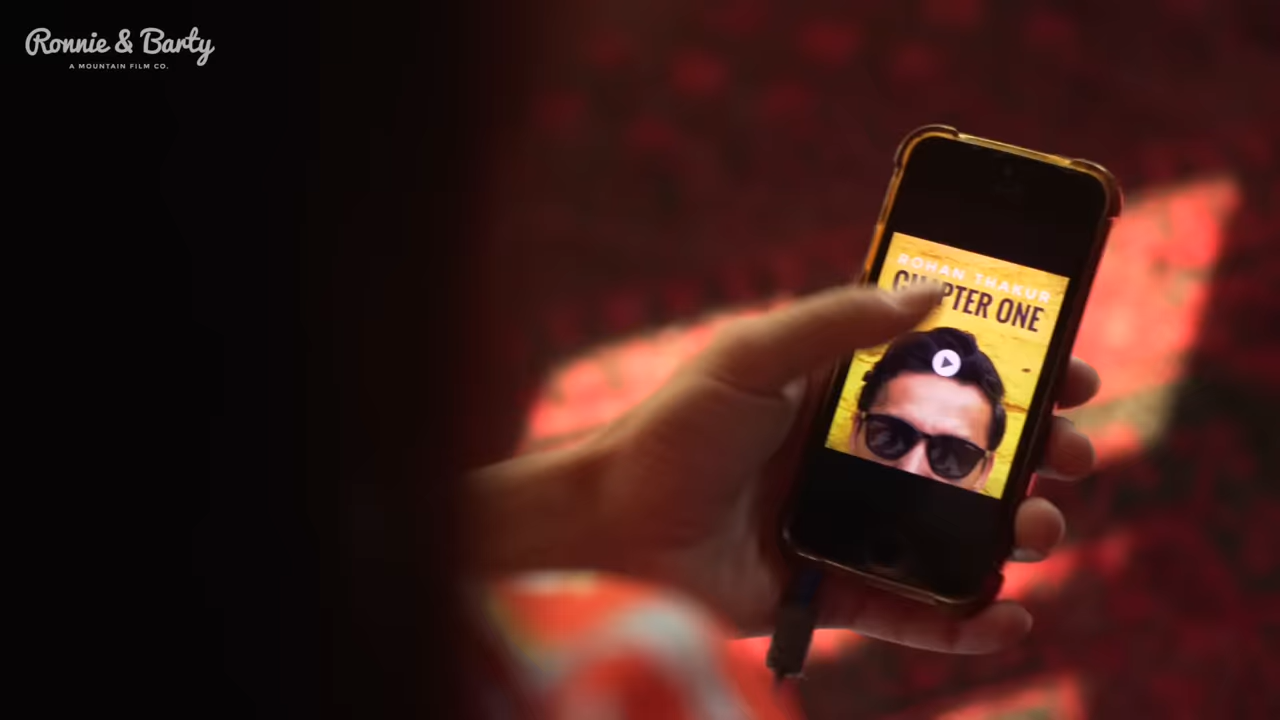 Ronnie & Barty
A MOUNTAIN FILM CO.
ROHAN THAKUR
CHAPTER ONE